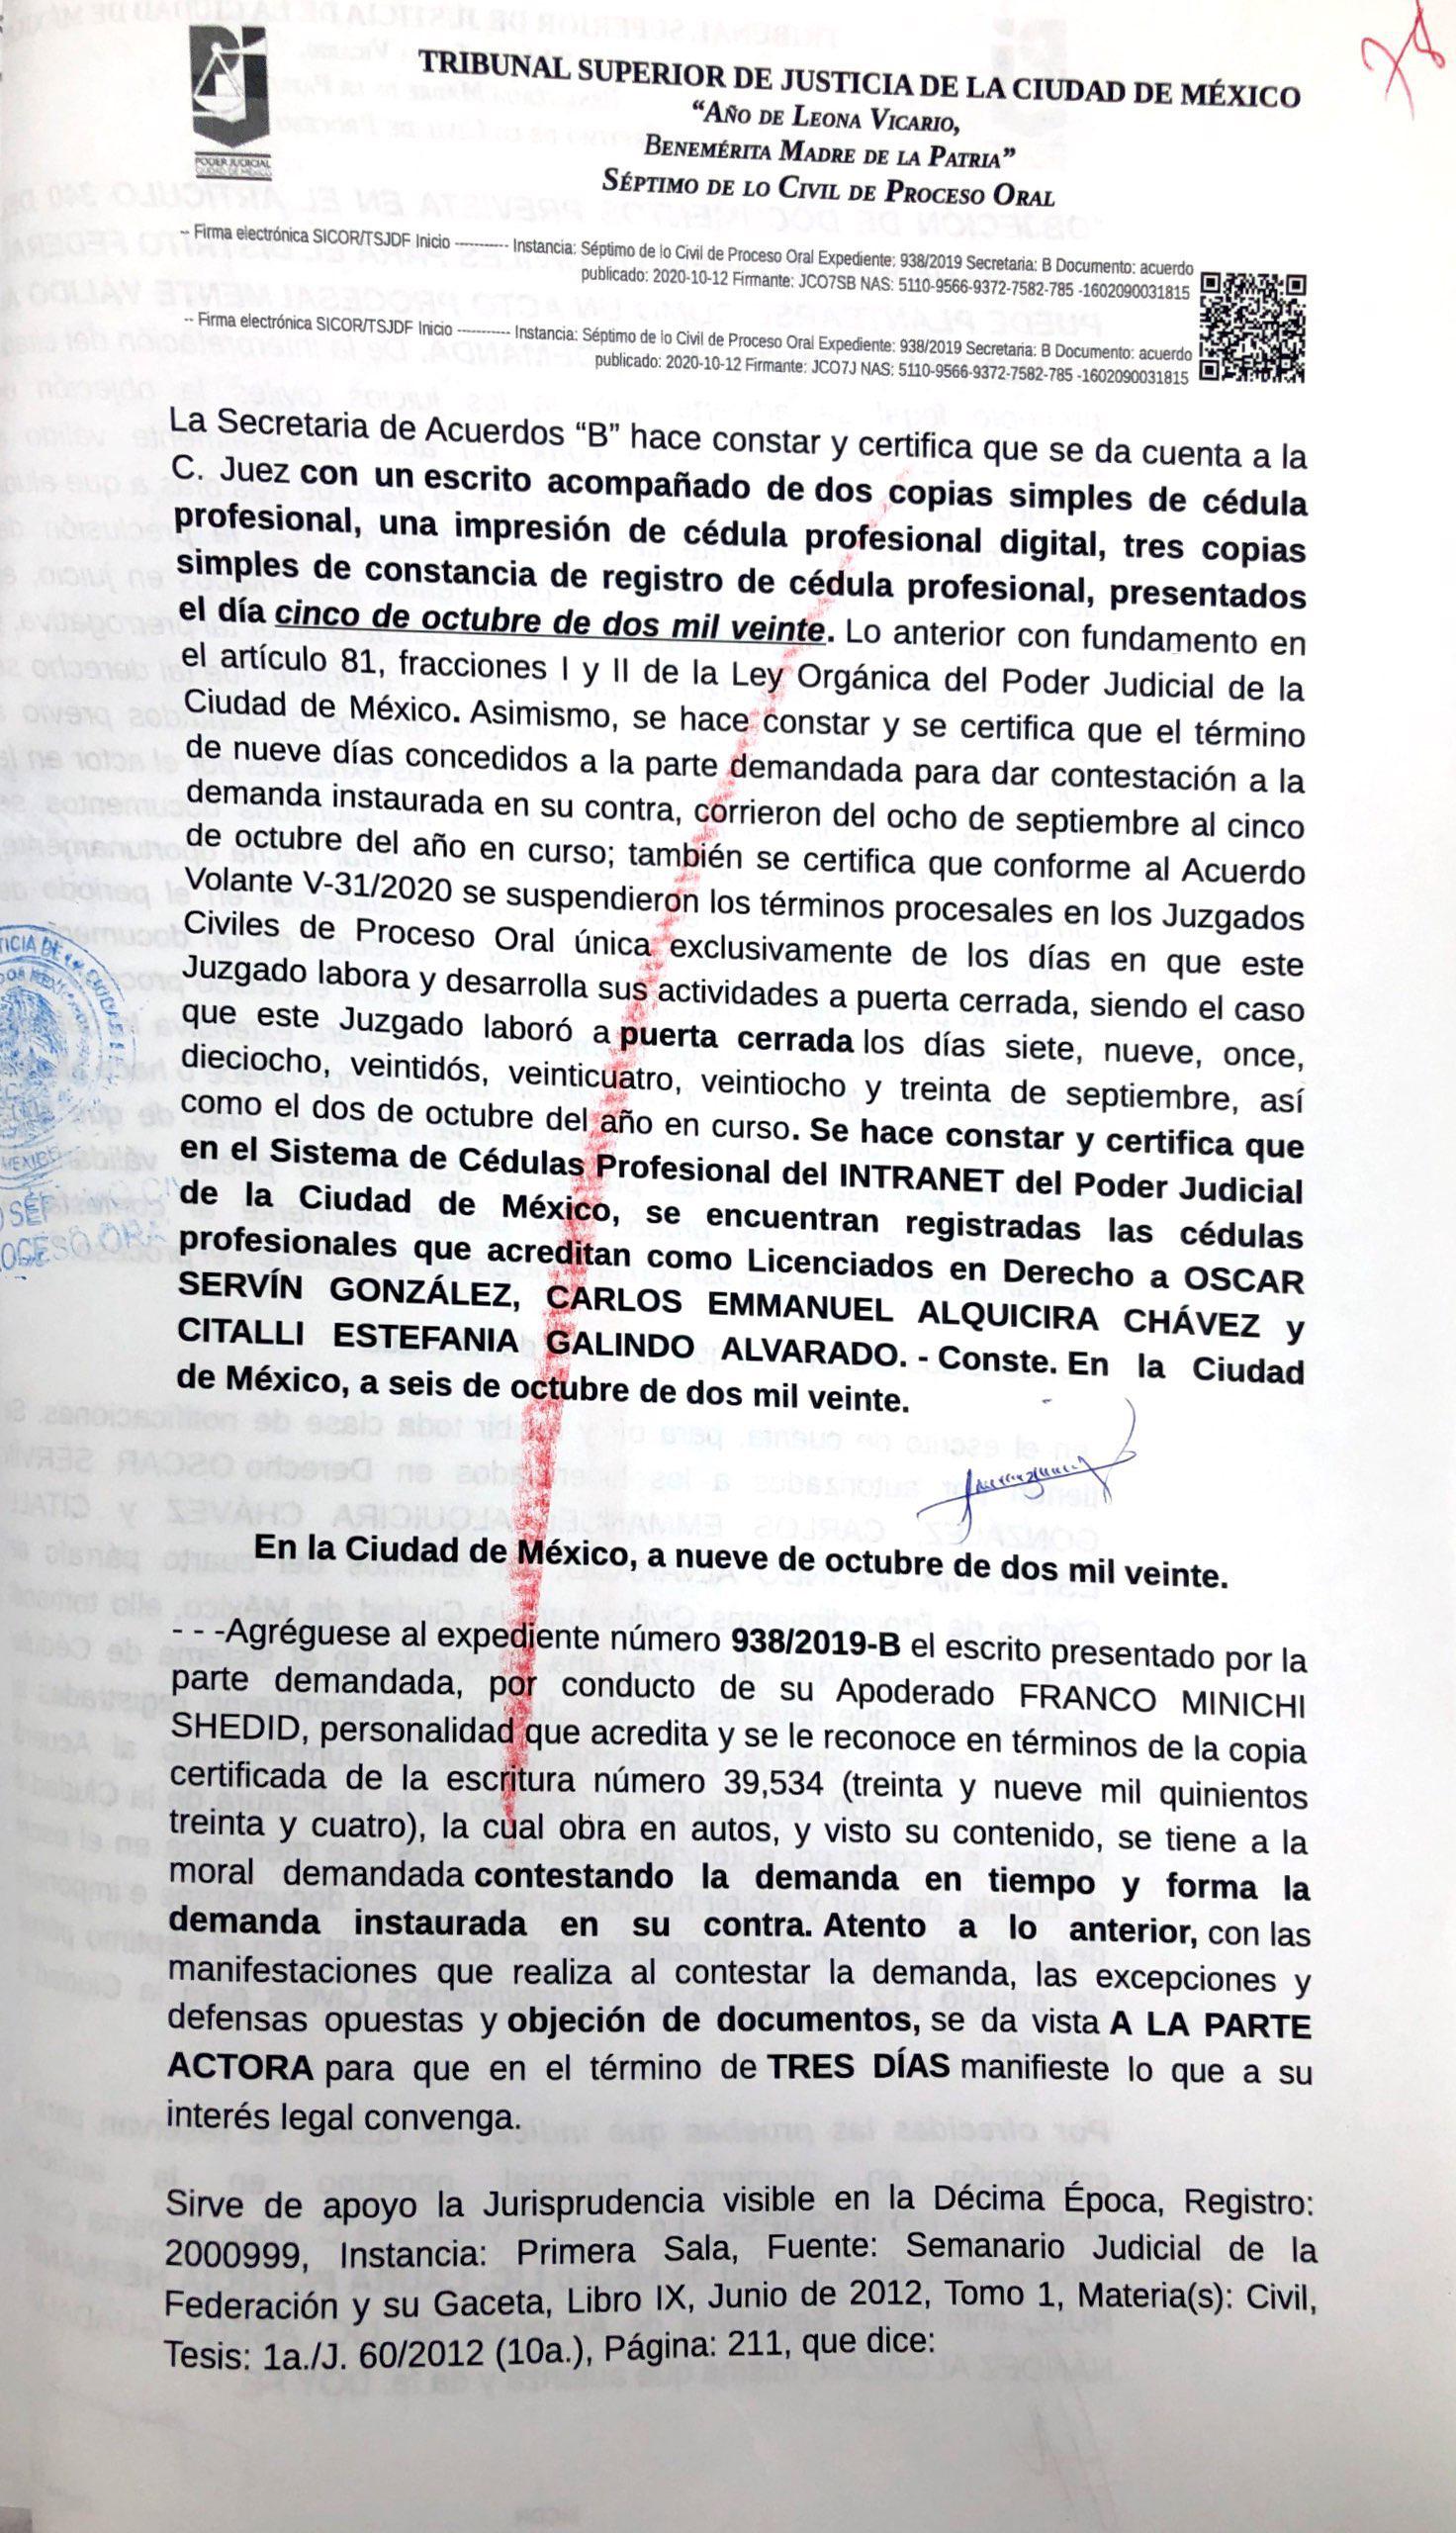 TRIBUNAL SUPERIOR DE JUSTICIA DE LA CIUDAD DE MÉXICO
“AÑO DE LEONA VICARIO,
BENEMÉRITA MADRE DE LA PATRIA”
SÉPTIMO DE LO CIVIL DE PROCESO ORAL
PODER JUDICIAL
CIUDAD DE MÉXICO
-- Firma electrónica SICOR/TSJDF Inicio ----------- Instancia: Séptimo de lo Civil de Proceso Oral Expediente: 938/2019 Secretaria: B Documento: acuerdo
publicado: 2020-10-12 Firmante: JCO7SB NAS: 5110-9566-9372-7582-785 -1602090031815
-- Firma electrónica SICOR/TSJDF Inicio ----------- Instancia: Séptimo de lo Civil de Proceso Oral Expediente: 938/2019 Secretaria: B Documento: acuerdo
publicado: 2020-10-12 Firmante: JCO7J NAS: 5110-9566-9372-7582-785 -1602090031815
La Secretaria de Acuerdos “B” hace constar y certifica que se da cuenta a la
C. Juez con un escrito acompañado de dos copias simples de cédula
profesional, una impresión de cédula profesional digital, tres copias
simples de constancia de registro de cédula profesional, presentados
el día cinco de octubre de dos mil veinte. Lo anterior con fundamento en
el artículo 81, fracciones I y II de la Ley Orgánica del Poder Judicial de la
Ciudad de México. Asimismo, se hace constar y se certifica que el término
de nueve días concedidos a la parte demandada para dar contestación a la
demanda instaurada en su contra, corrieron del ocho de septiembre al cinco
de octubre del año en curso; también se certifica que conforme al Acuerdo
Volante V-31/2020 se suspendieron los términos procesales en los Juzgados
Civiles de Proceso Oral única exclusivamente de los días en que este
Juzgado labora y desarrolla sus actividades a puerta cerrada, siendo el caso
que este Juzgado laboró a puerta cerrada los días siete, nueve, once,
dieciocho, veintidós, veinticuatro, veintiocho y treinta de septiembre, así
como el dos de octubre del año en curso. Se hace constar y certifica que
en el Sistema de Cédulas Profesional del INTRANET del Poder Judicial
de la Ciudad de México, se encuentran registradas las cédulas
profesionales que acreditan como Licenciados en Derecho a OSCAR
SERVÍN GONZÁLEZ, CARLOS EMMANUEL ALQUICIRA CHÁVEZ y
CITALLI ESTEFANIA GALINDO ALVARADO. - Conste. En la Ciudad
de México, a seis de octubre de dos mil veinte.
En la Ciudad de México, a nueve de octubre de dos mil veinte.
- - -Agréguese al expediente número 938/2019-B el escrito presentado por la
parte demandada, por conducto de su Apoderado FRANCO MINICHI
SHEDID, personalidad que acredita y se le reconoce en términos de la copia
certificada de la escritura número 39,534 (treinta y nueve mil quinientos
treinta y cuatro), la cual obra en autos, y visto su contenido, se tiene a la
moral demandada contestando la demanda en tiempo y forma la
demanda instaurada en su contra. Atento a lo anterior, con las
manifestaciones que realiza al contestar la demanda, las excepciones y
defensas opuestas y objeción de documentos, se da vista A LA PARTE
ACTORA para que en el término de TRES DÍAS manifieste lo que a su
interés legal convenga.
Sirve de apoyo la Jurisprudencia visible en la Décima Época, Registro:
2000999, Instancia: Primera Sala, Fuente: Semanario Judicial de la
Federación y su Gaceta, Libro IX, Junio de 2012, Tomo 1, Materia(s): Civil,
Tesis: 1a./J. 60/2012 (10a.), Página: 211, que dice: